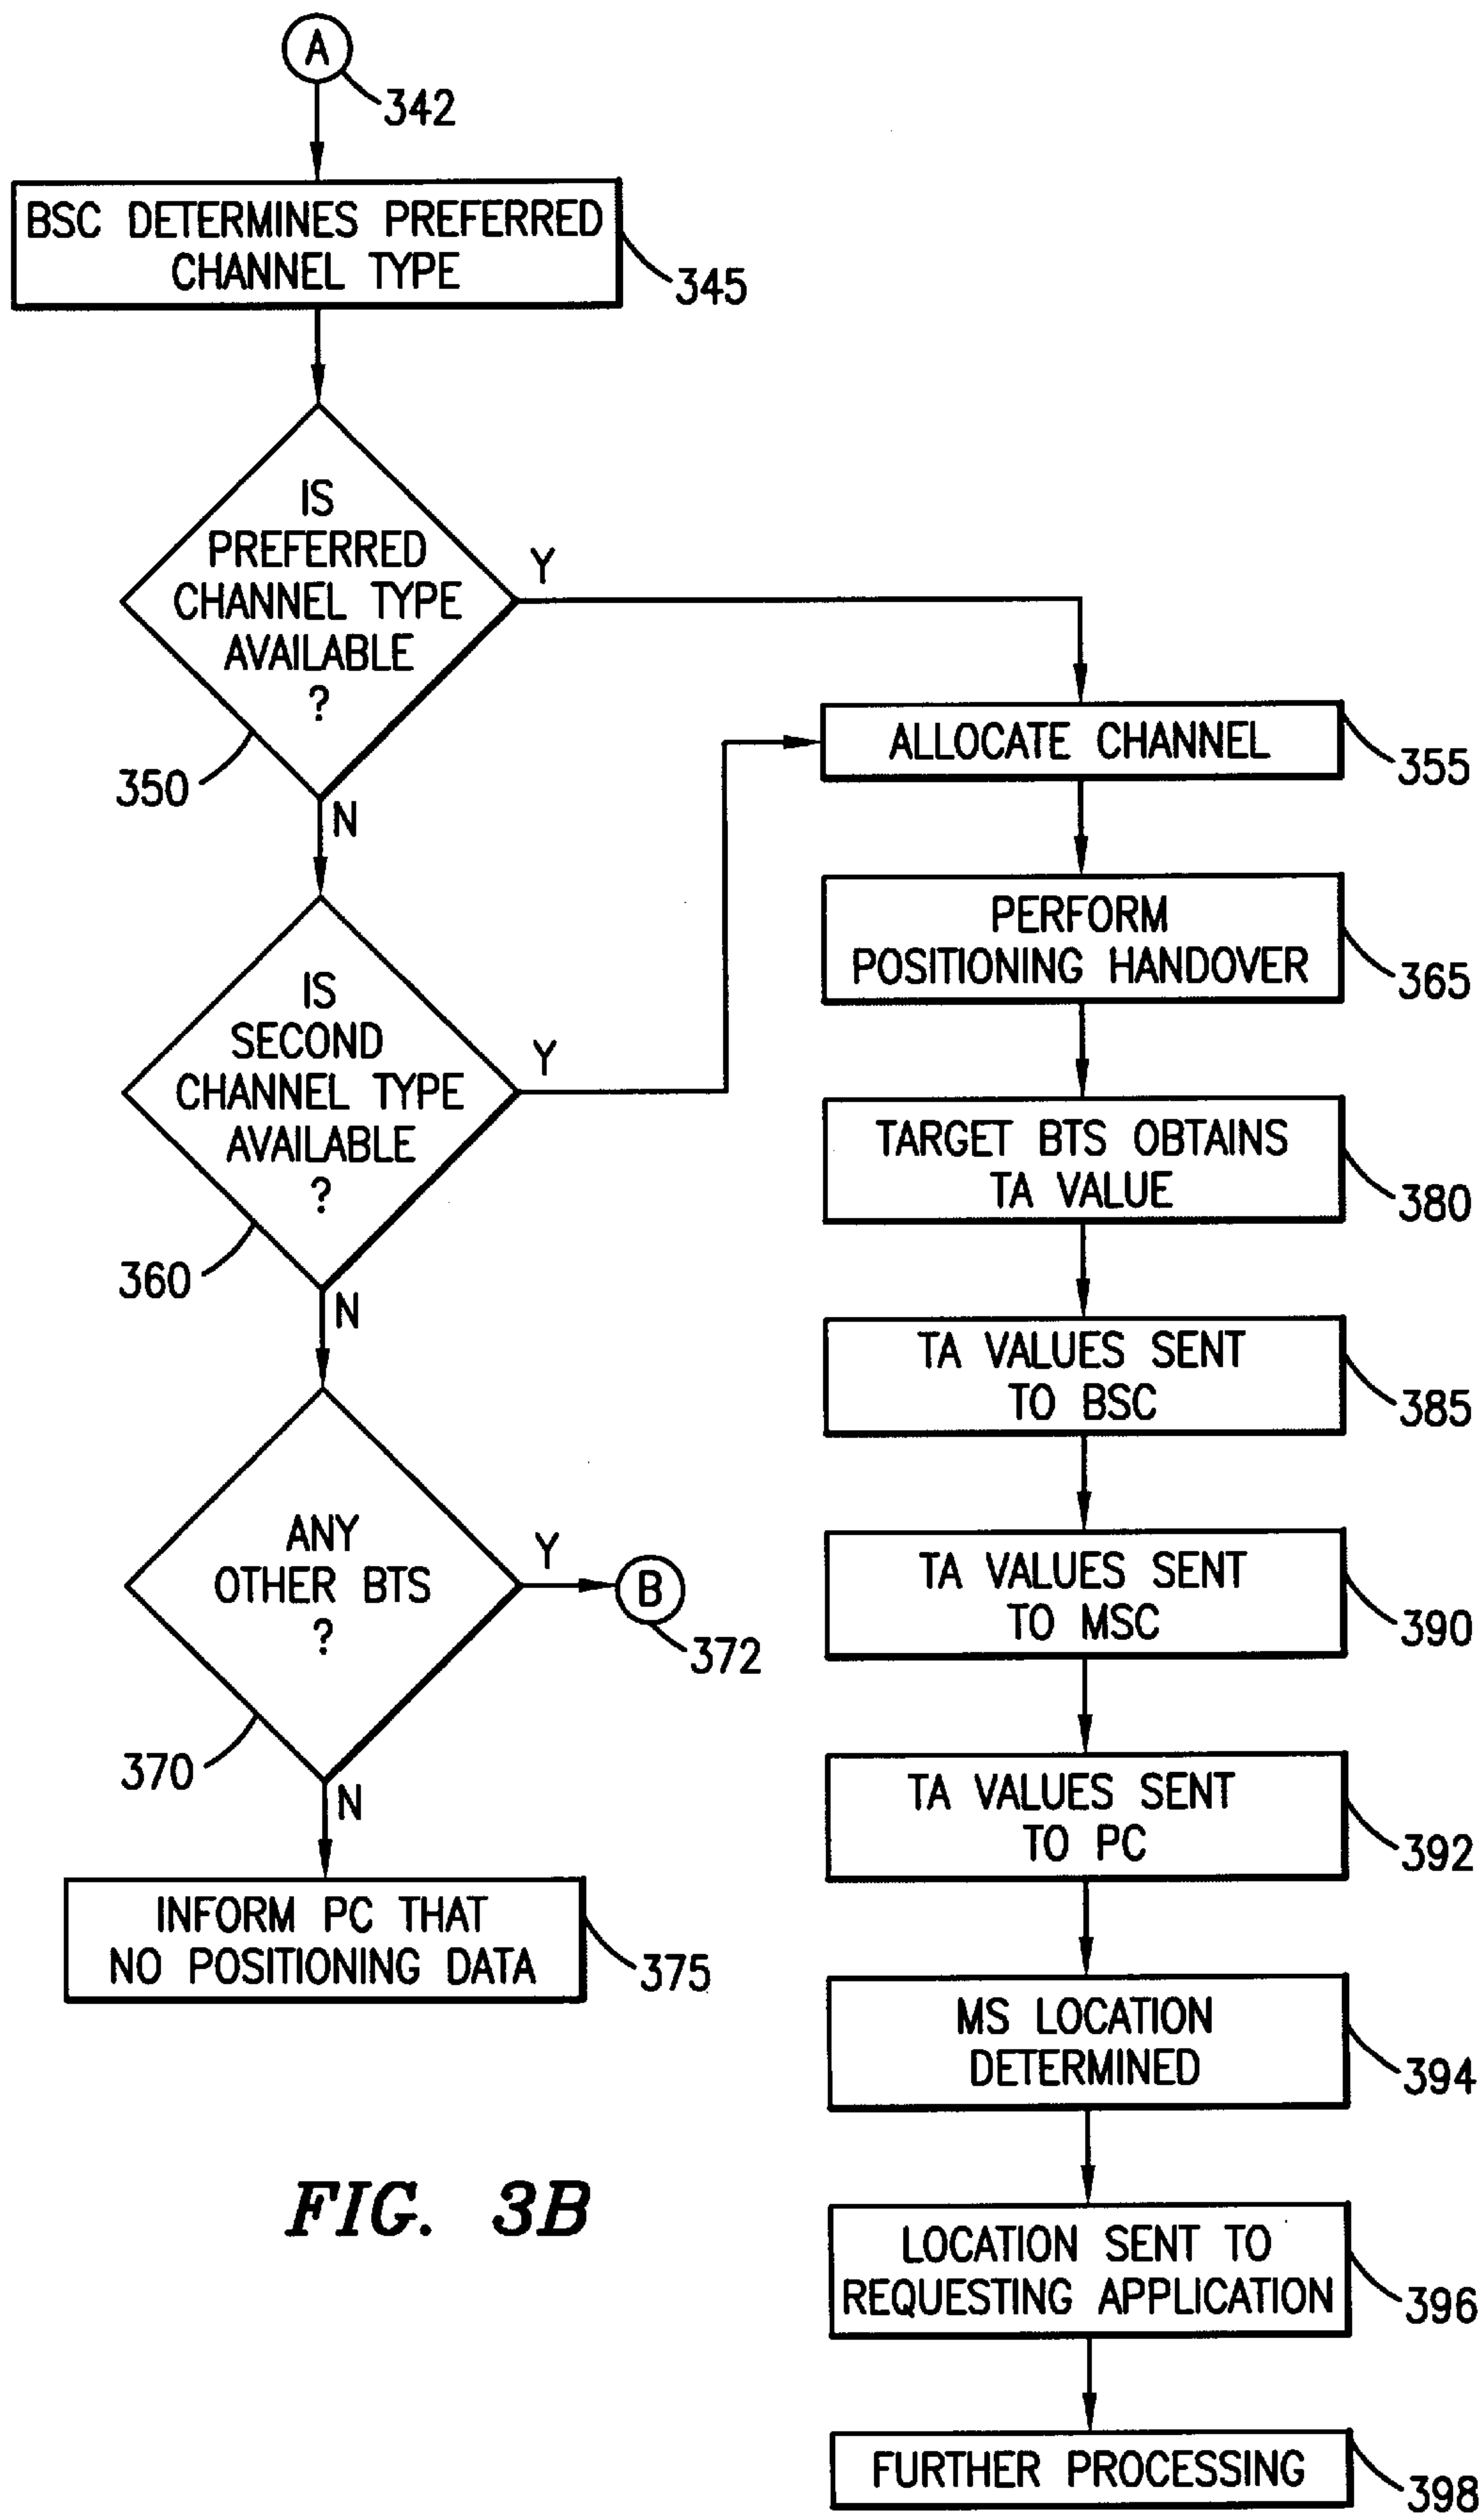 A
342
BSC DETERMINES PREFERRED
CHANNEL TYPE
345
IS
PREFERRED
CHANNEL TYPE
AVAILABLE
?
Y
350
N
ALLOCATE CHANNEL
355
PERFORM
POSITIONING HANDOVER
365
IS
SECOND
CHANNEL TYPE
AVAILABLE
?
Y
360
N
TARGET BTS OBTAINS
TA VALUE
380
TA VALUES SENT
TO BSC
385
ANY
OTHER BTS
?
Y
B
372
370
N
TA VALUES SENT
TO MSC
390
TA VALUES SENT
TO PC
392
INFORM PC THAT
NO POSITIONING DATA
375
MS LOCATION
DETERMINED
394
LOCATION SENT TO
REQUESTING APPLICATION
396
FURTHER PROCESSING
398
FIG. 3B